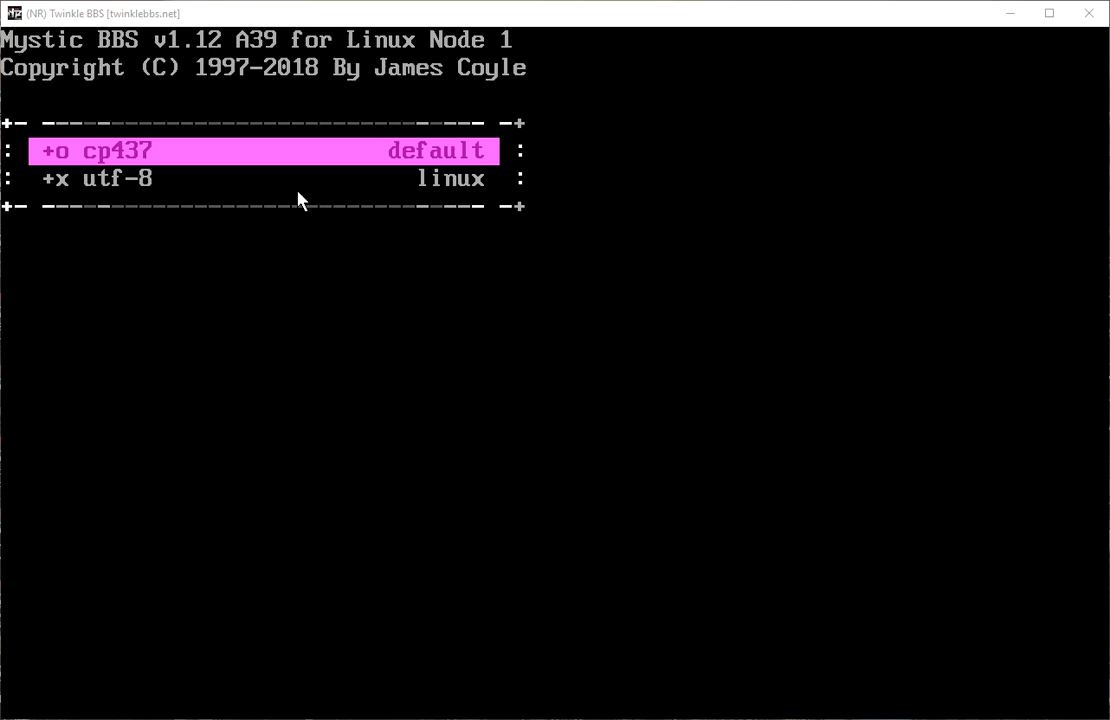 (NR) Twinkle BBS [twinklebbs.net]
Mystic BBS v1.12 A39 for Linux Node 1
Copyright (C) 1997-2018 By James Coyle
+- -------------------------------- -+
: +o cp437 default :
: +x utf-8 linux :
+- -------------------------------- -+